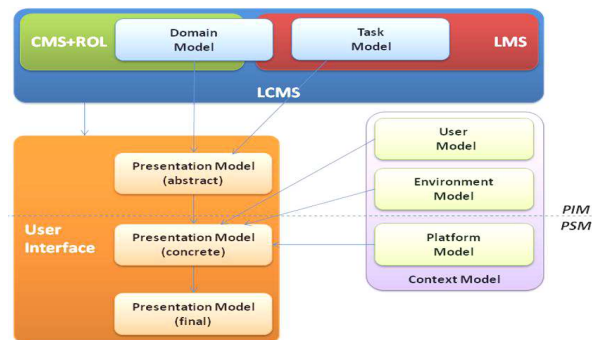 CMS+ROL
Domain
Model
Task
Model
LMS
LCMS
User
Model
Presentation Model
(abstract)
Environment
Model
PIM
PSM
User
Interface
Presentation Model
(concrete)
Platform
Model
Context Model
Presentation Model
(final)